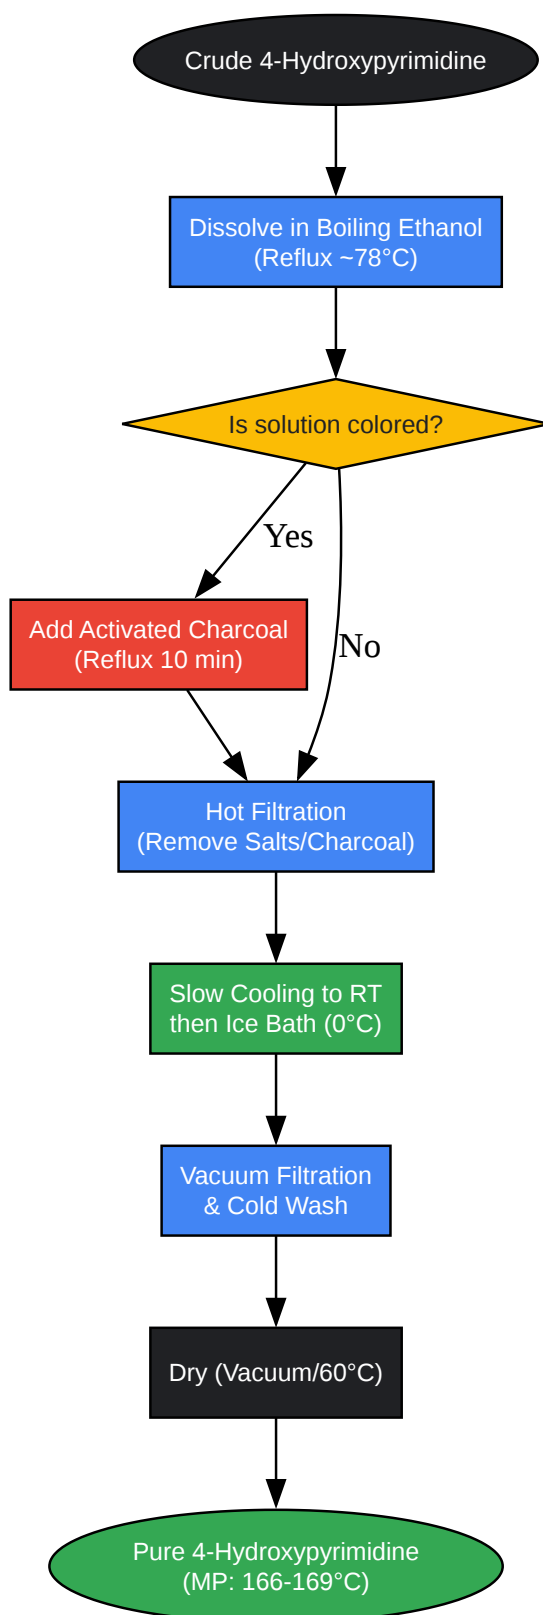 Crude 4-Hydroxypyrimidine
Dissolve in Boiling Ethanol
(Reflux ~78°C)
Is solution colored?
Yes
Add Activated Charcoal
(Reflux 10 min)
No
Hot Filtration
(Remove Salts/Charcoal)
Slow Cooling to RT
then Ice Bath (0°C)
Vacuum Filtration
& Cold Wash
Dry (Vacuum/60°C)
Pure 4-Hydroxypyrimidine
(MP: 166-169°C)